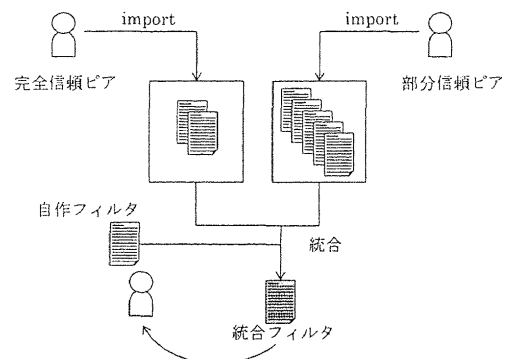 import
import
完全信頼ピア
部分信頼ピア
自作フィルタ
統合
統合フィルタ